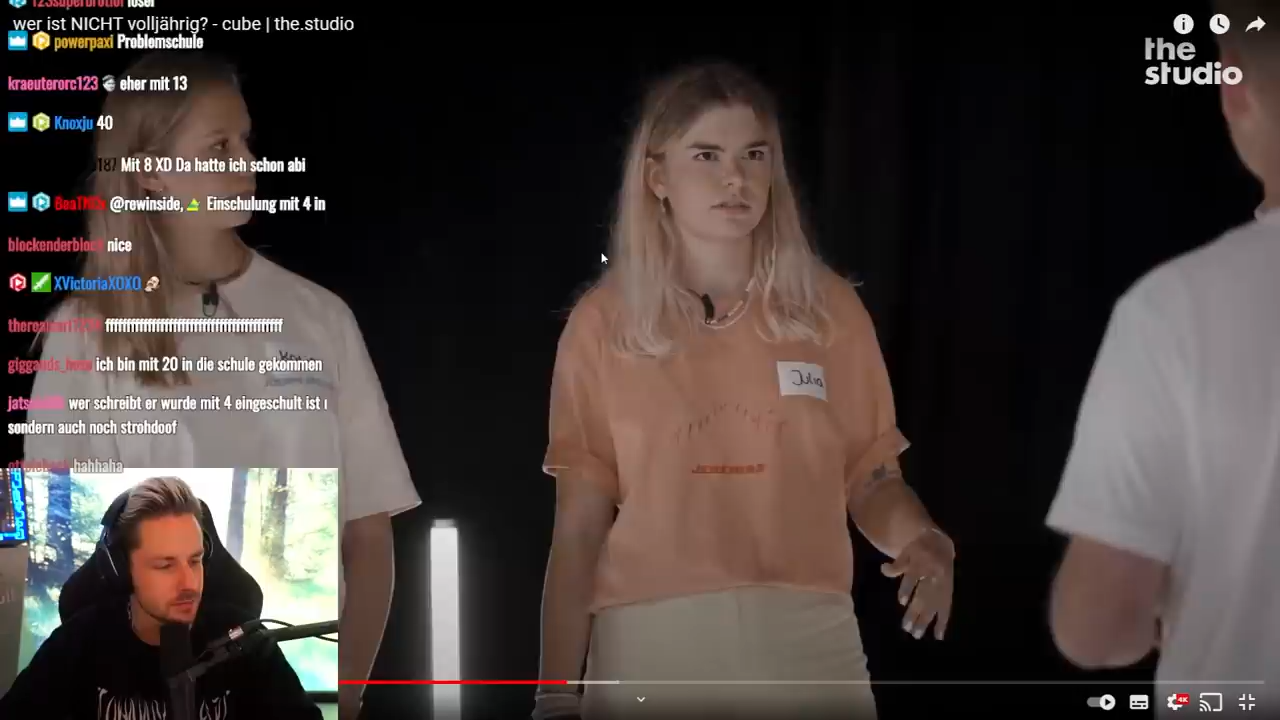 wer ist NICHT volljährig? - cube | the.studio
powerpaxi Problemschule
the
studio
kraeuterorc123 eher mit 13
Knoxju 40
Mit 8 XD Da hatte ich schon abi
@rewinside, Einschulung mit 4 in
nice
XVictoriaXOXO
ich bin mit 20 in die schule gekommen
wer schreibt er wurde mit 4 eingeschult ist
sondern auch noch strohdoof
hahhaha
Julia
4K